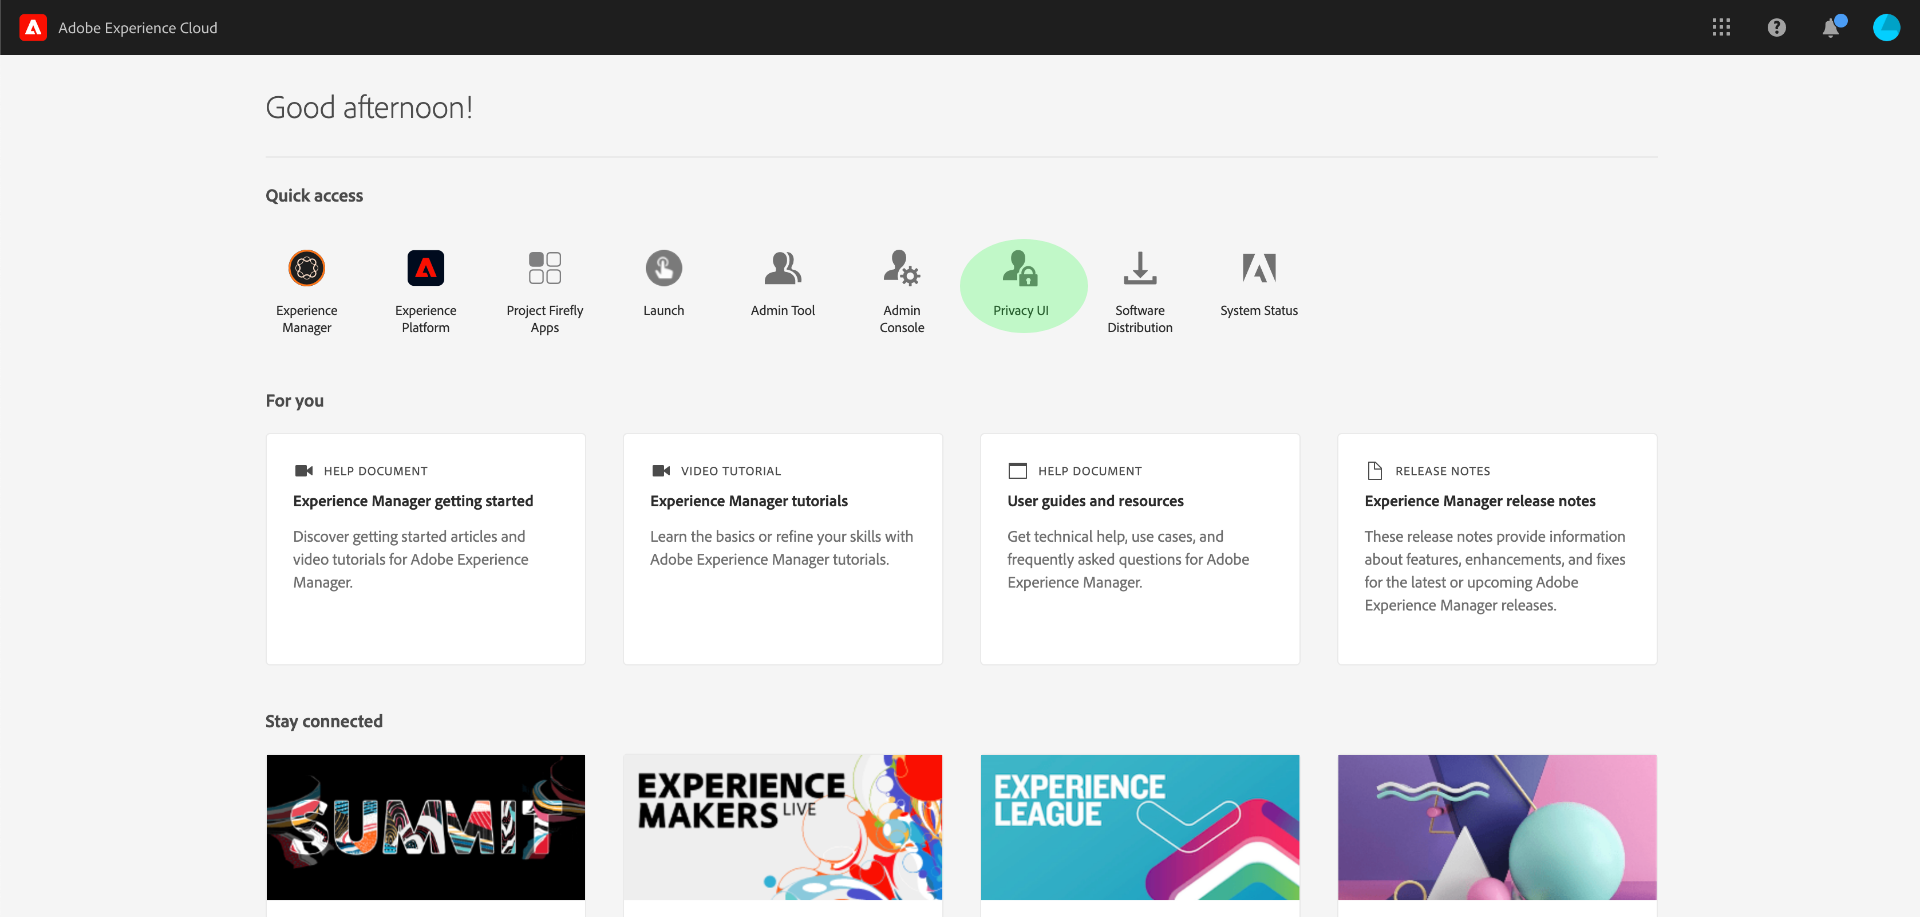 Adobe Experience Cloud
Good afternoon!
Quick access
Experience Manager
Experience Platform
Project Firefly Apps
Launch
Admin Tool
Admin Console
Privacy UI
Software Distribution
System Status
For you
HELP DOCUMENT
Experience Manager getting started
Discover getting started articles and
video tutorials for Adobe Experience
Manager.
VIDEO TUTORIAL
Experience Manager tutorials
Learn the basics or refine your skills with
Adobe Experience Manager tutorials.
HELP DOCUMENT
User guides and resources
Get technical help, use cases, and
frequently asked questions for Adobe
Experience Manager.
RELEASE NOTES
Experience Manager release notes
These release notes provide information
about features, enhancements, and fixes
for the latest or upcoming Adobe
Experience Manager releases.
Stay connected
SUMMIT
EXPERIENCE
MAKERS LIVE
EXPERIENCE
LEAGUE